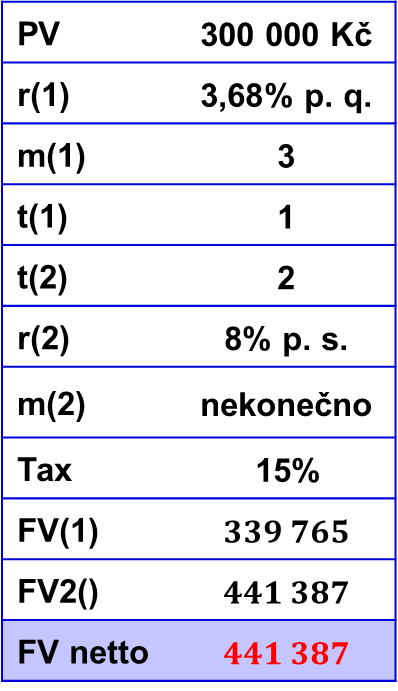 PV 300 000 Kč
r(1) 3,68% p. q.
m(1) 3
t(1) 1
t(2) 2
r(2) 8% p. s.
m(2) nekonečno
Tax 15%
FV(1) 339 765
FV2() 441 387
FV netto 441 387